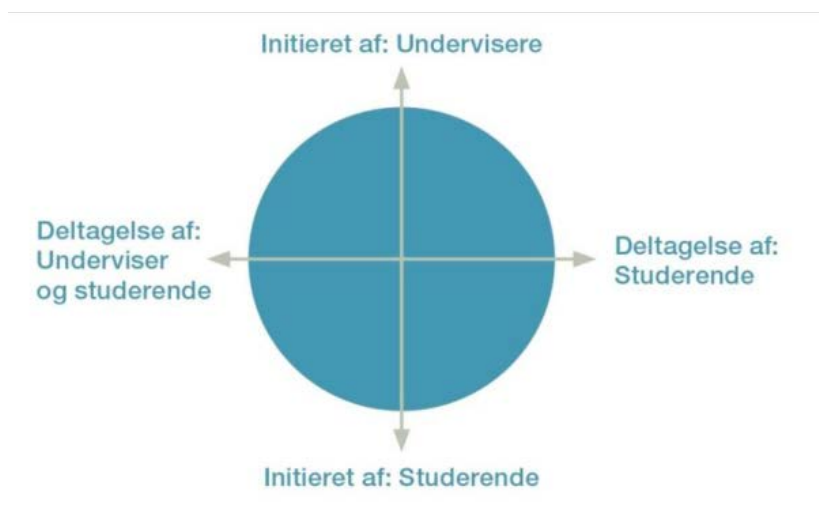 Initieret af: Undervisere
Deltagelse af:
Underviser
og studerende
Deltagelse af:
Studerende
Initieret af: Studerende